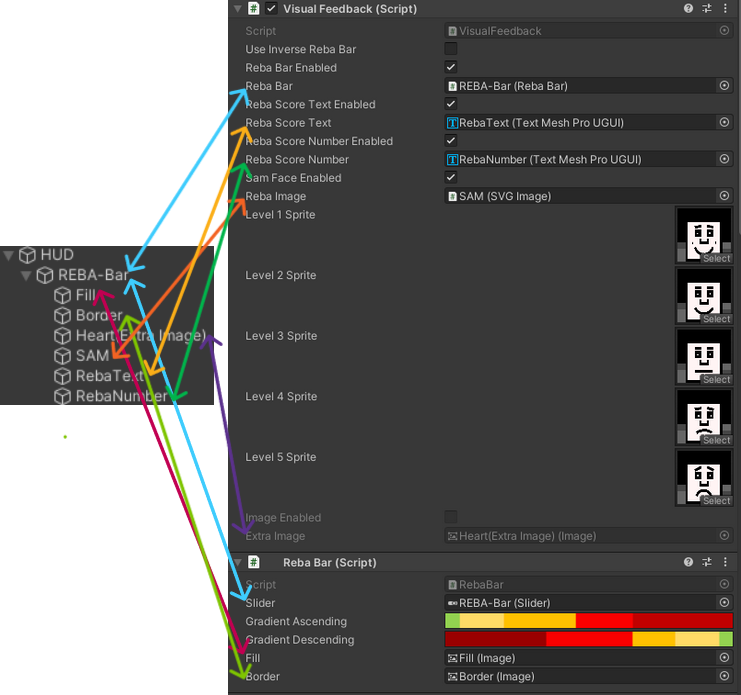 Visual Feedback (Script)
Script VisualFeedback
Use Inverse Reba Bar
Reba Bar Enabled
Reba Bar REBA-Bar (Reba Bar)
Reba Score Text Enabled
Reba Score Text RebaText (Text Mesh Pro UGUI)
Reba Score Number Enabled
Reba Score Number RebaNumber (Text Mesh Pro UGUI)
Sam Face Enabled
Reba Image SAM (SVG Image)
Level 1 Sprite
Select
Level 2 Sprite
Select
Level 3 Sprite
Select
Level 4 Sprite
Select
Level 5 Sprite
Select
Image Enabled
Extra Image Heart(Extra Image) (Image)
Reba Bar (Script)
Script RebaBar
Slider REBA-Bar (Slider)
Gradient Ascending
Gradient Descending
Fill Fill (Image)
Border Border (Image)
HUD
REBA-Bar
Fill
Border
Heart(Extra Image)
SAM
RebaText
RebaNumber